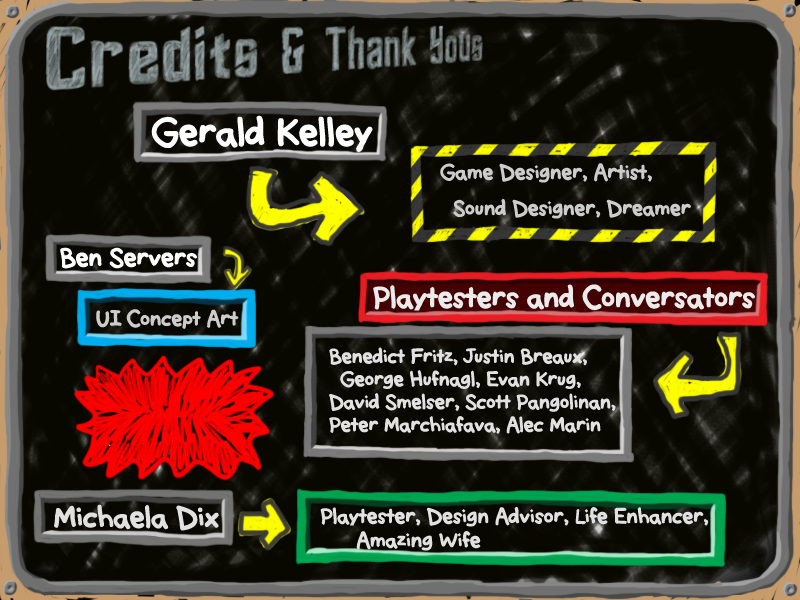 Credits & Thank Yous
Gerald Kelley
Game Designer, Artist,
Sound Designer, Dreamer
Ben Servers
UI Concept Art
Playtesters and Conversators
Benedict Fritz, Justin Breaux,
George Hufnagl, Evan Krug,
David Smelser, Scott Pangolinan,
Peter Marchiafava, Alec Marin
Michaela Dix
Playtester, Design Advisor, Life Enhancer,
Amazing Wife